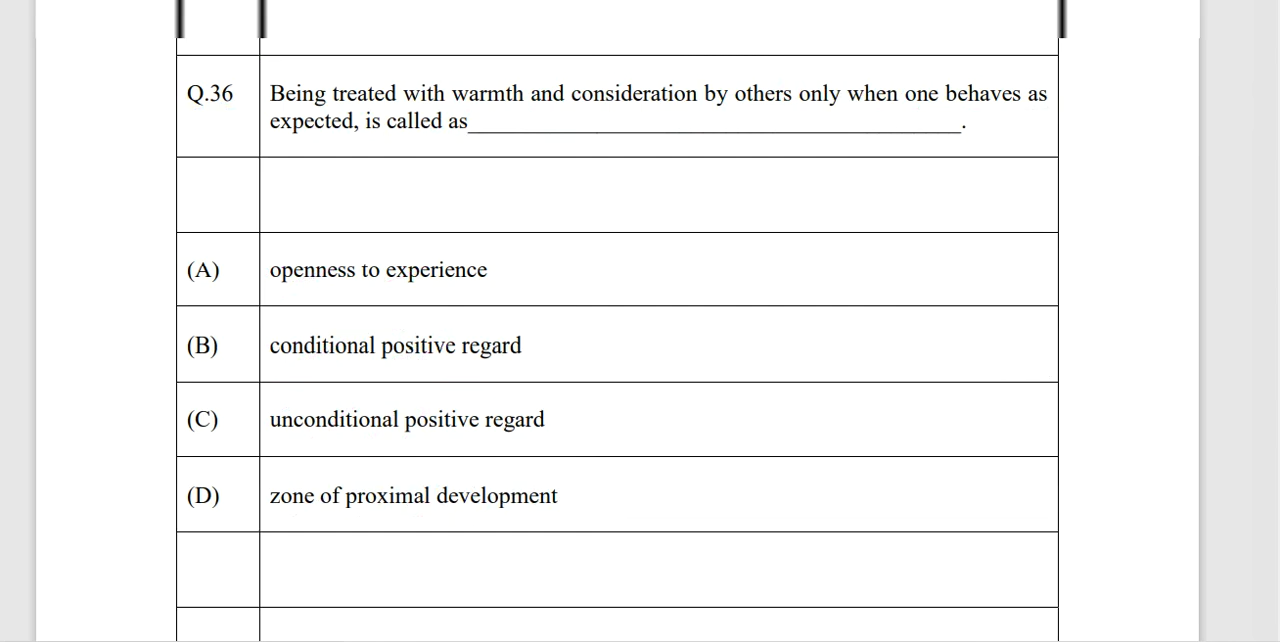 Q.36 Being treated with warmth and consideration by others only when one behaves as
expected, is called as_________________________________________.
(A) openness to experience
(B) conditional positive regard
(C) unconditional positive regard
(D) zone of proximal development